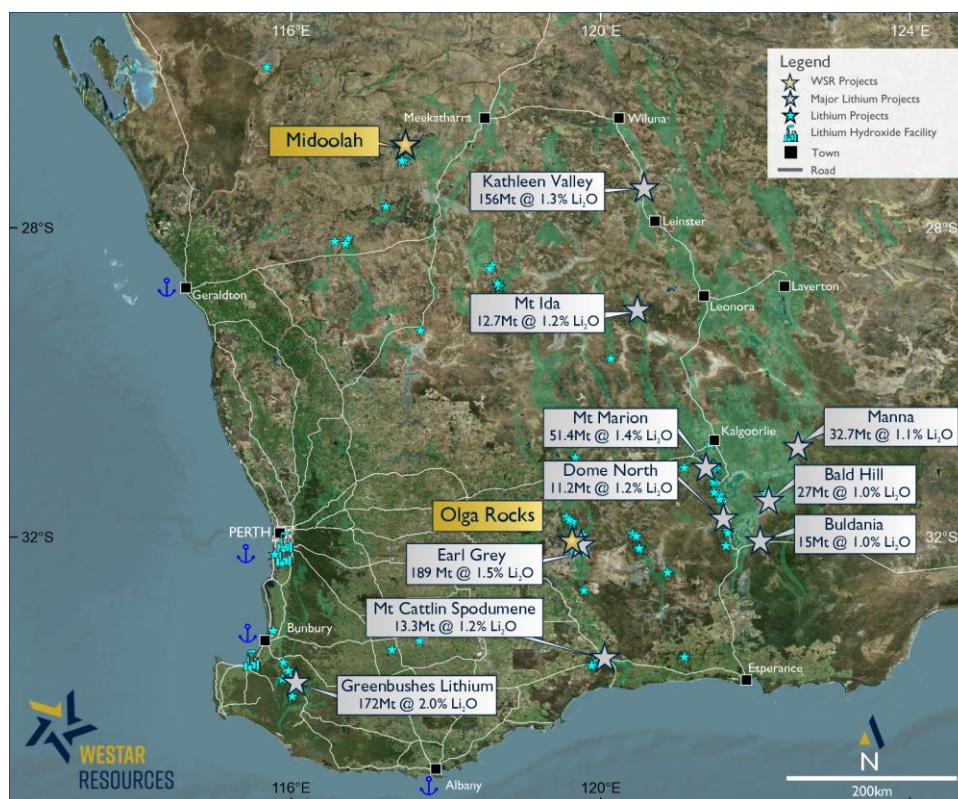 116°E
120°E
124°E
Legend
WSR Projects
Major Lithium Projects
Lithium Projects
Lithium Hydroxide Facility
Town
Road
Meekatharra
Wiluna
Midoolah
Kathleen Valley
156Mt @ 1.3% Li₂O
Leinster
28°S
28°S
Geraldton
Mt Ida
12.7Mt @ 1.2% Li₂O
Leonora
Laverton
Mt Marion
51.4Mt @ 1.4% Li₂O
Kalgoorlie
Manna
32.7Mt @ 1.1% Li₂O
Dome North
11.2Mt @ 1.2% Li₂O
Bald Hill
27Mt @ 1.0% Li₂O
Olga Rocks
PERTH
32°S
32°S
Buldania
15Mt @ 1.0% Li₂O
Earl Grey
189 Mt @ 1.5% Li₂O
Mt Cattlin Spodumene
13.3Mt @ 1.2% Li₂O
Bunbury
Esperance
Greenbushes Lithium
172Mt @ 2.0% Li₂O
WESTAR
RESOURCES
116°E
Albany
120°E
N
200km